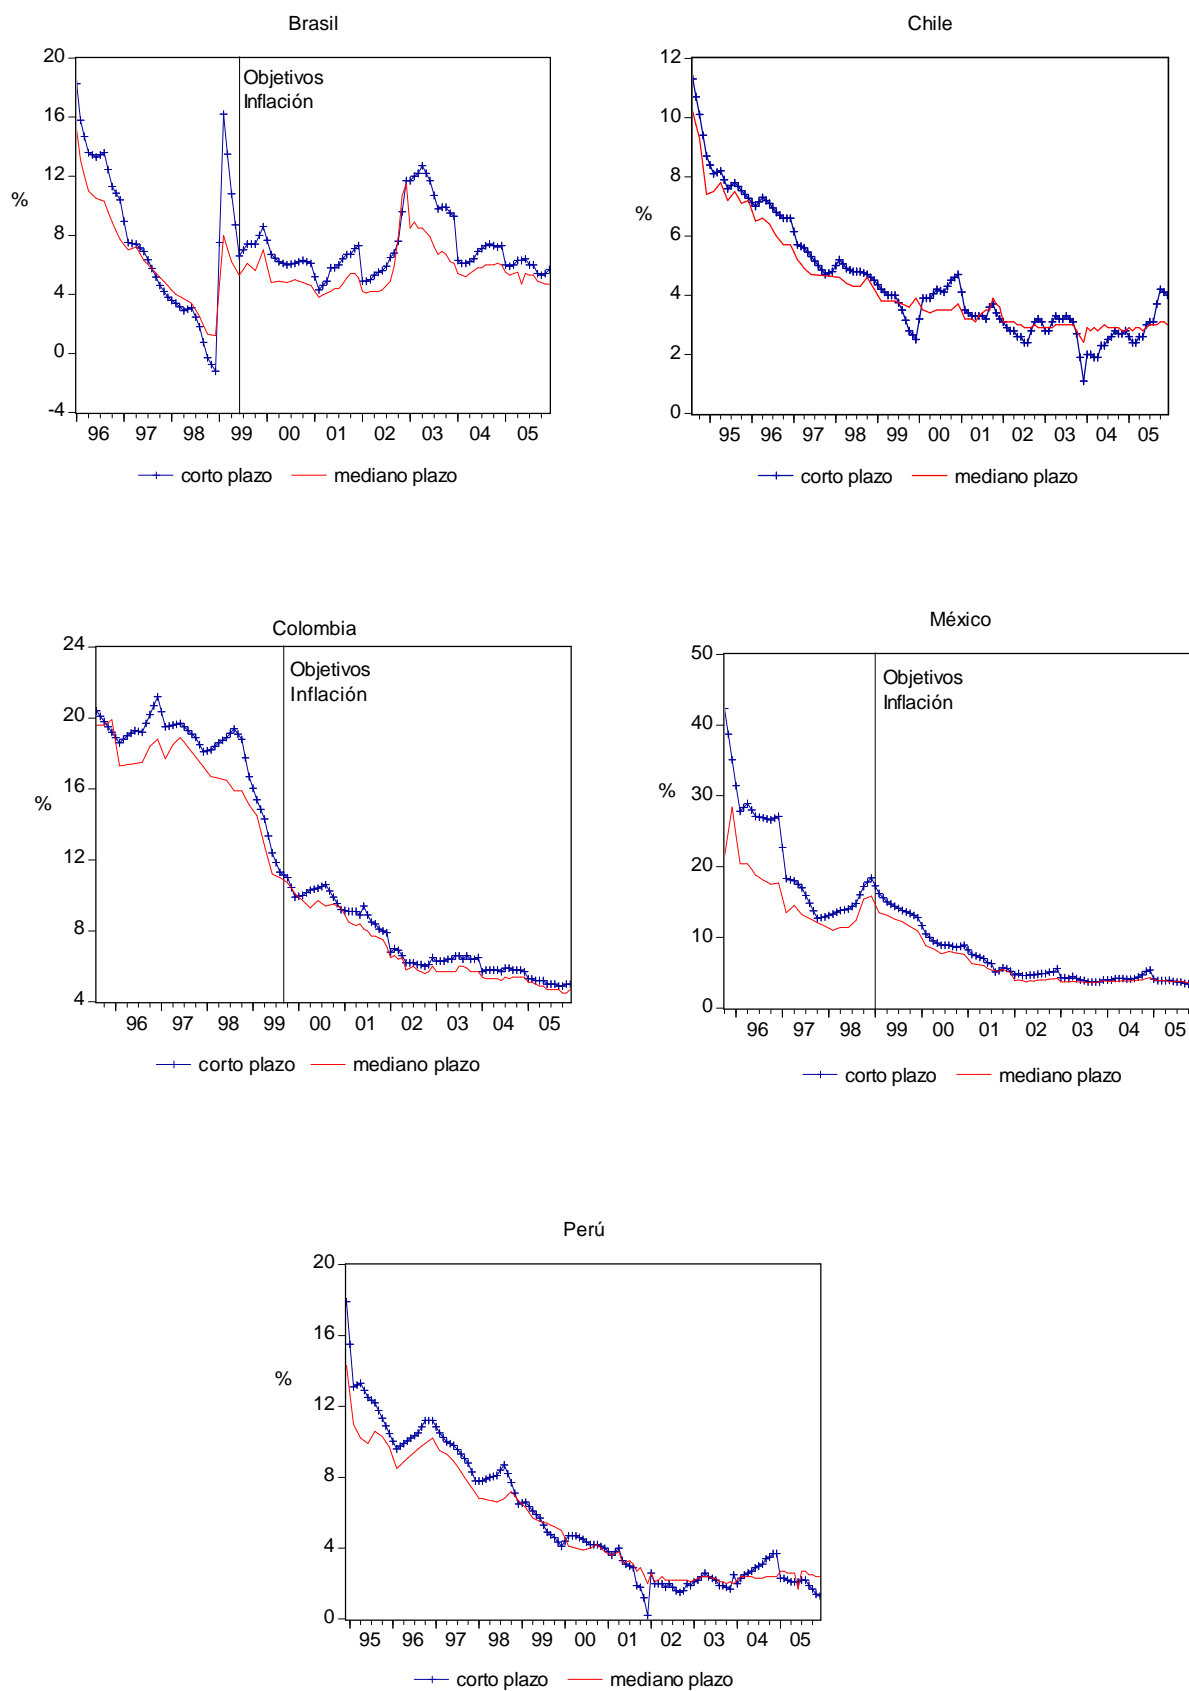 Brasil
20
16
12
8
4
0
-4
%
Objetivos
Inflación
96 97 98 99 00 01 02 03 04 05
corto plazo mediano plazo
Chile
12
10
8
6
4
2
0
%
95 96 97 98 99 00 01 02 03 04 05
corto plazo mediano plazo
Colombia
24
20
16
12
8
4
%
Objetivos
Inflación
96 97 98 99 00 01 02 03 04 05
corto plazo mediano plazo
México
50
40
30
20
10
0
%
Objetivos
Inflación
96 97 98 99 00 01 02 03 04 05
corto plazo mediano plazo
Perú
20
16
12
8
4
0
%
95 96 97 98 99 00 01 02 03 04 05
corto plazo mediano plazo